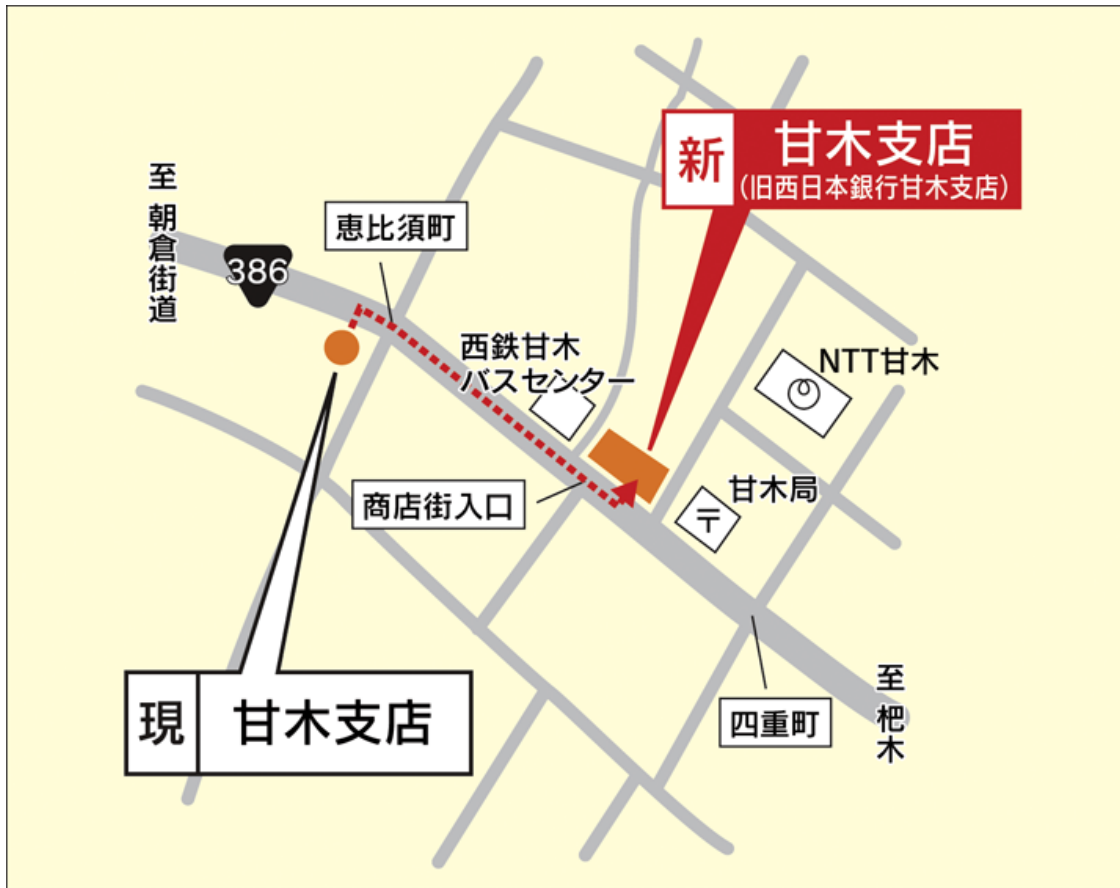 新
甘木支店
(旧西日本銀行甘木支店)
至 朝倉街道
恵比須町
386
西鉄甘木
バスセンター
NTT甘木
甘木局
〒
商店街入口
現
甘木支店
四重町
至 杷木